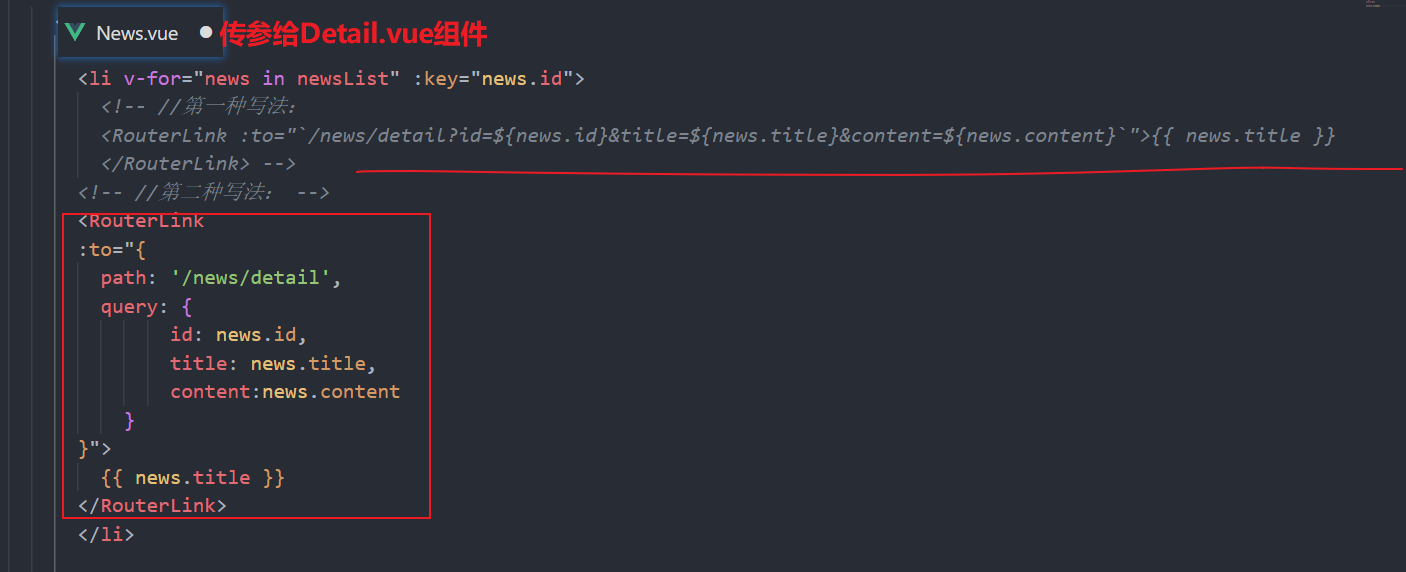 News.vue ● 传参给Detail.vue组件
<li v-for="news in newsList" :key="news.id">
<!-- //第一种写法：
<RouterLink :to="`/news/detail?id=${news.id}&title=${news.title}&content=${news.content}`">{{ news.title }}
</RouterLink> -->
<!-- //第二种写法： -->
<RouterLink
:to="{
path: '/news/detail',
query: {
id: news.id,
title: news.title,
content:news.content
}
}">
{{ news.title }}
</RouterLink>
</li>